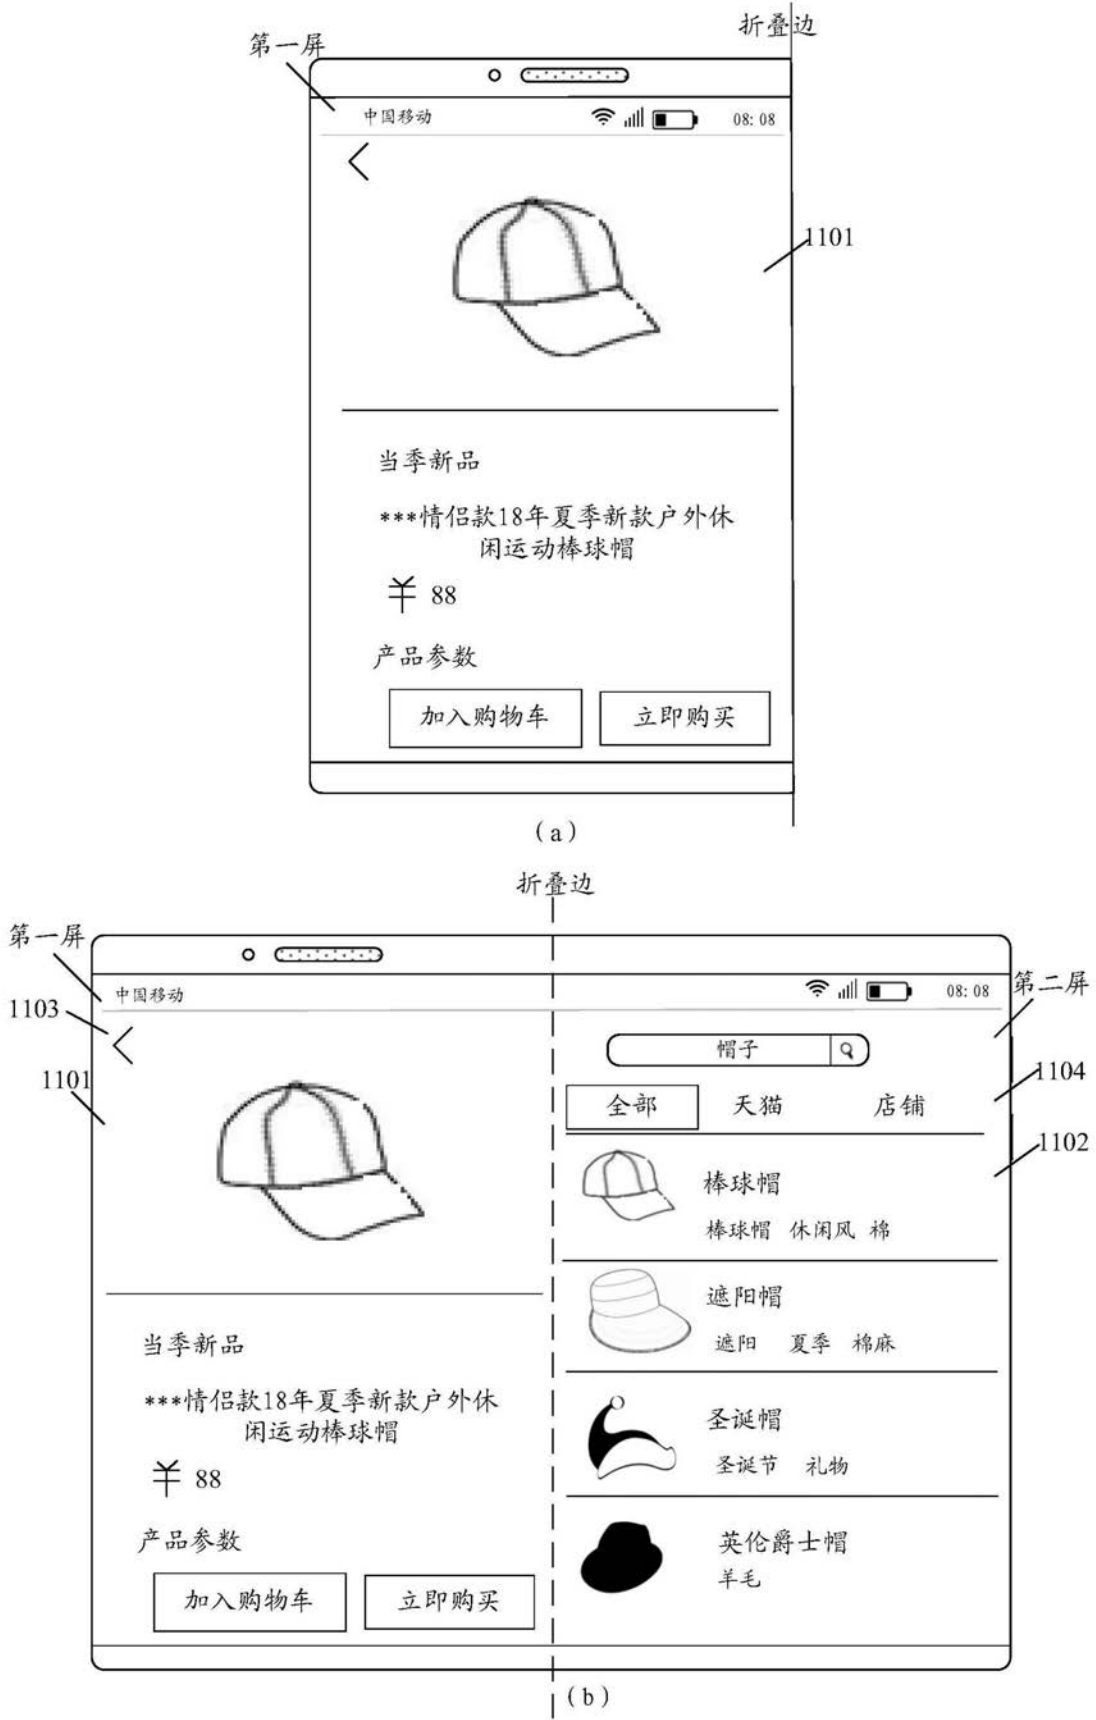 折叠边
第一屏
中国移动 08:08
1101
当季新品
***情侣款18年夏季新款户外休
闲运动棒球帽
¥ 88
产品参数
加入购物车 立即购买
(a)
折叠边
第一屏
中国移动 08:08
第二屏
1103
帽子
1101
1104
全部 天猫 店铺
1102
棒球帽
棒球帽 休闲风 棉
遮阳帽
遮阳 夏季 棉麻
圣诞帽
圣诞节 礼物
英伦爵士帽
羊毛
当季新品
***情侣款18年夏季新款户外休
闲运动棒球帽
¥ 88
产品参数
加入购物车 立即购买
(b)